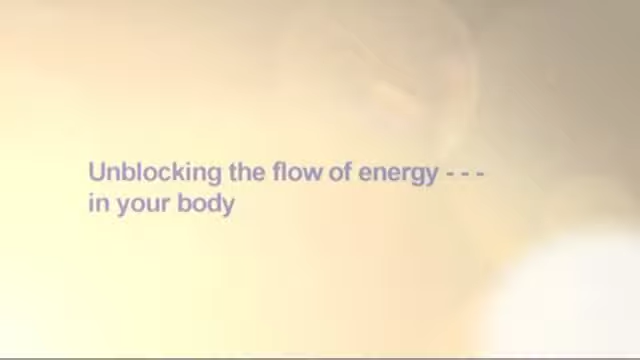 Unblocking the flow of energy - - -
in your body